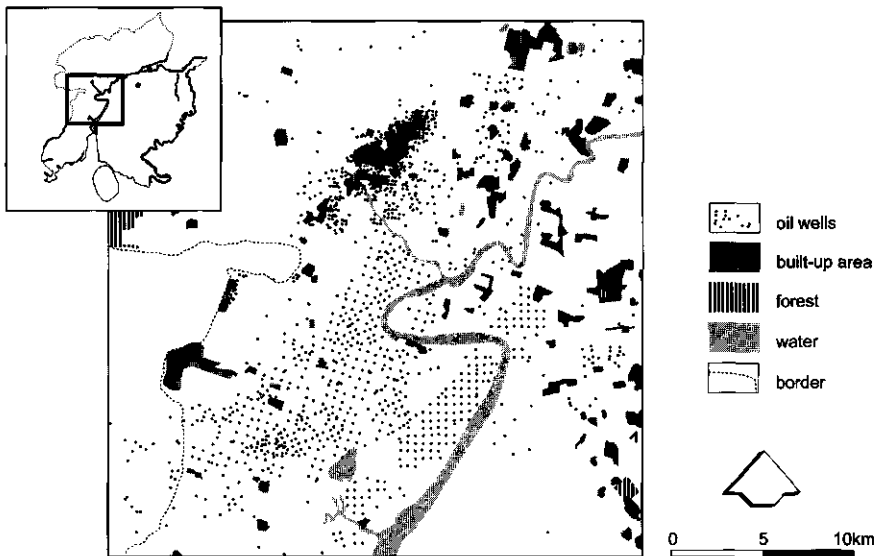 oil wells
built-up area
forest
water
border
0 5 10km